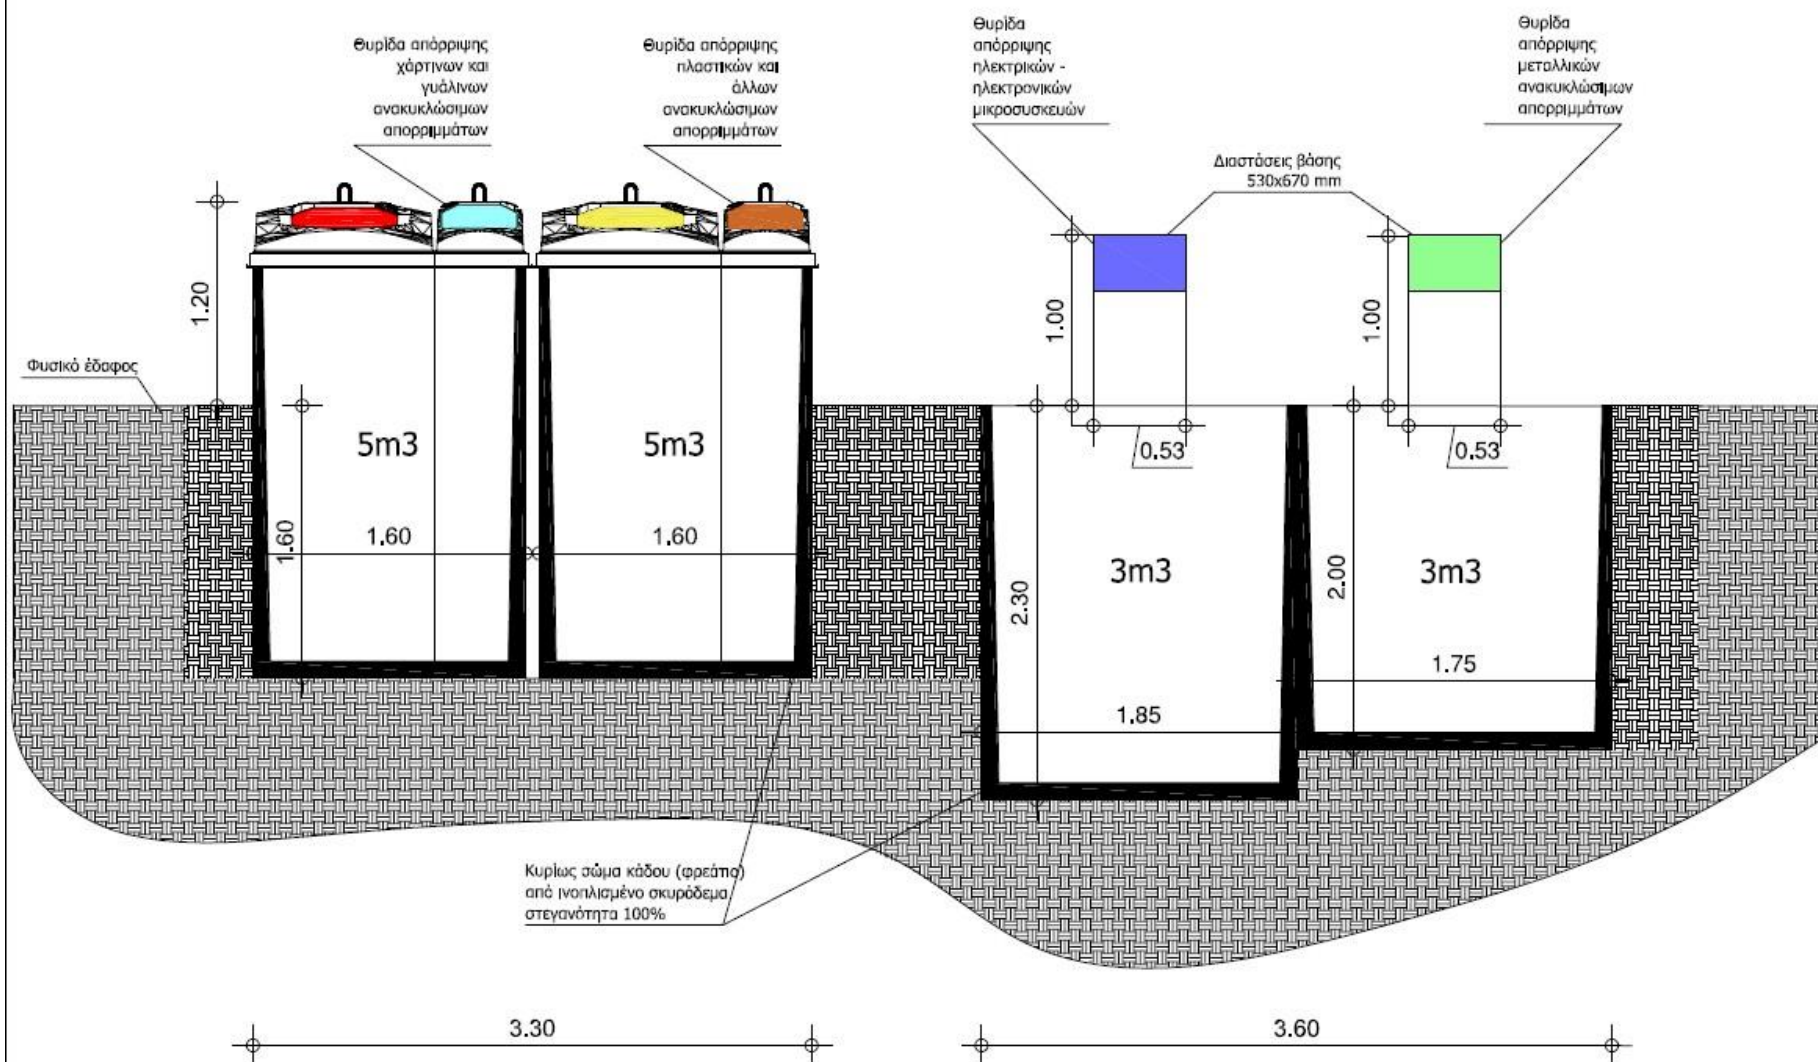 Θυρίδα απόρριψης
χάρτινων και
γυάλινων
ανακυκλώσιμων
απορριμμάτων
Θυρίδα απόρριψης
πλαστικών και
άλλων
ανακυκλώσιμων
απορριμμάτων
Θυρίδα
απόρριψης
ηλεκτρικών -
ηλεκτρονικών
μικροσυσκευών
Θυρίδα
απόρριψης
μεταλλικών
ανακυκλώσιμων
απορριμμάτων
Διαστάσεις βάσης
530x670 mm
1.20
1.00
1.00
Φυσικό έδαφος
5m3
5m3
0.53
0.53
1.60
1.60
1.60
3m3
3m3
2.30
2.00
1.75
1.85
Κυρίως σώμα κάδου (φρεάτιο)
από ινοπλισμένο σκυρόδεμα
στεγανότητα 100%
3.30
3.60